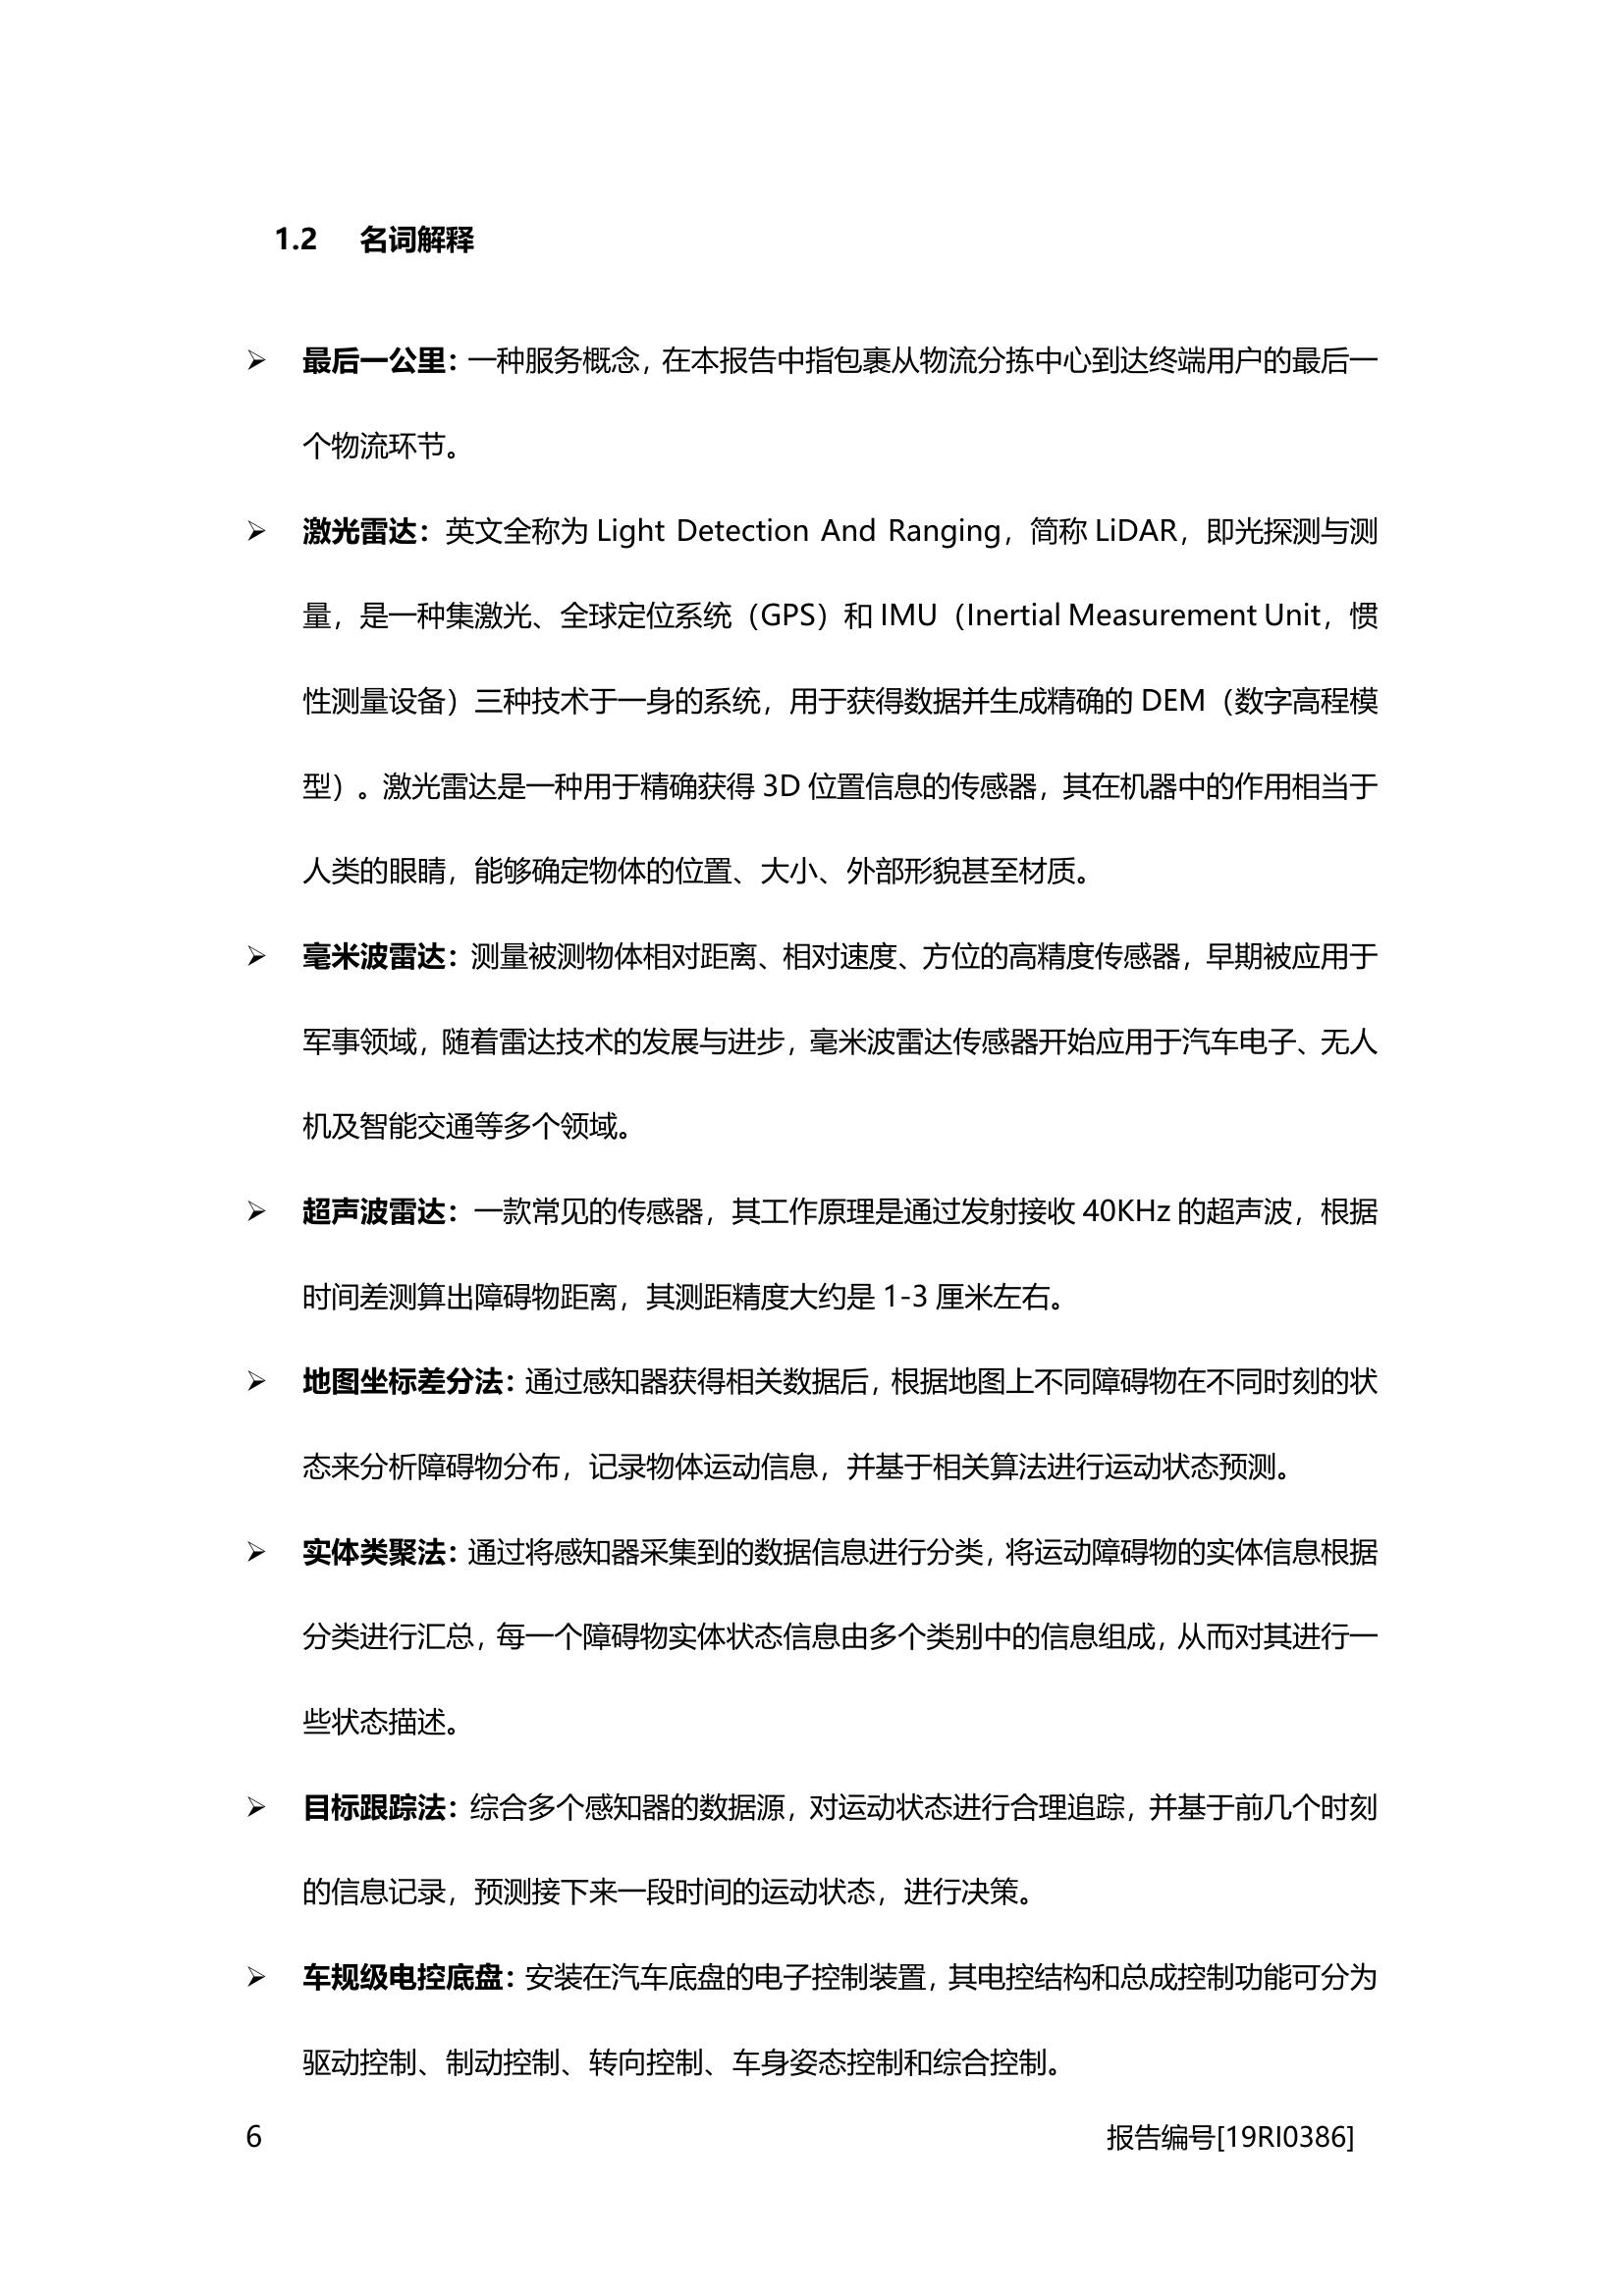 1.2 名词解释
➢ 最后一公里：一种服务概念，在本报告中指包裹从物流分拣中心到达终端用户的最后一
个物流环节。
➢ 激光雷达：英文全称为 Light Detection And Ranging，简称 LiDAR，即光探测与测
量，是一种集激光、全球定位系统（GPS）和 IMU（Inertial Measurement Unit，惯
性测量设备）三种技术于一身的系统，用于获得数据并生成精确的 DEM（数字高程模
型）。激光雷达是一种用于精确获得 3D 位置信息的传感器，其在机器中的作用相当于
人类的眼睛，能够确定物体的位置、大小、外部形貌甚至材质。
➢ 毫米波雷达：测量被测物体相对距离、相对速度、方位的高精度传感器，早期被应用于
军事领域，随着雷达技术的发展与进步，毫米波雷达传感器开始应用于汽车电子、无人
机及智能交通等多个领域。
➢ 超声波雷达：一款常见的传感器，其工作原理是通过发射接收 40KHz 的超声波，根据
时间差测算出障碍物距离，其测距精度大约是 1-3 厘米左右。
➢ 地图坐标差分法：通过感知器获得相关数据后，根据地图上不同障碍物在不同时刻的状
态来分析障碍物分布，记录物体运动信息，并基于相关算法进行运动状态预测。
➢ 实体类聚法：通过将感知器采集到的数据信息进行分类，将运动障碍物的实体信息根据
分类进行汇总，每一个障碍物实体状态信息由多个类别中的信息组成，从而对其进行一
些状态描述。
➢ 目标跟踪法：综合多个感知器的数据源，对运动状态进行合理追踪，并基于前几个时刻
的信息记录，预测接下来一段时间的运动状态，进行决策。
➢ 车规级电控底盘：安装在汽车底盘的电子控制装置，其电控结构和总成控制功能可分为
驱动控制、制动控制、转向控制、车身姿态控制和综合控制。
6 报告编号[19RI0386]